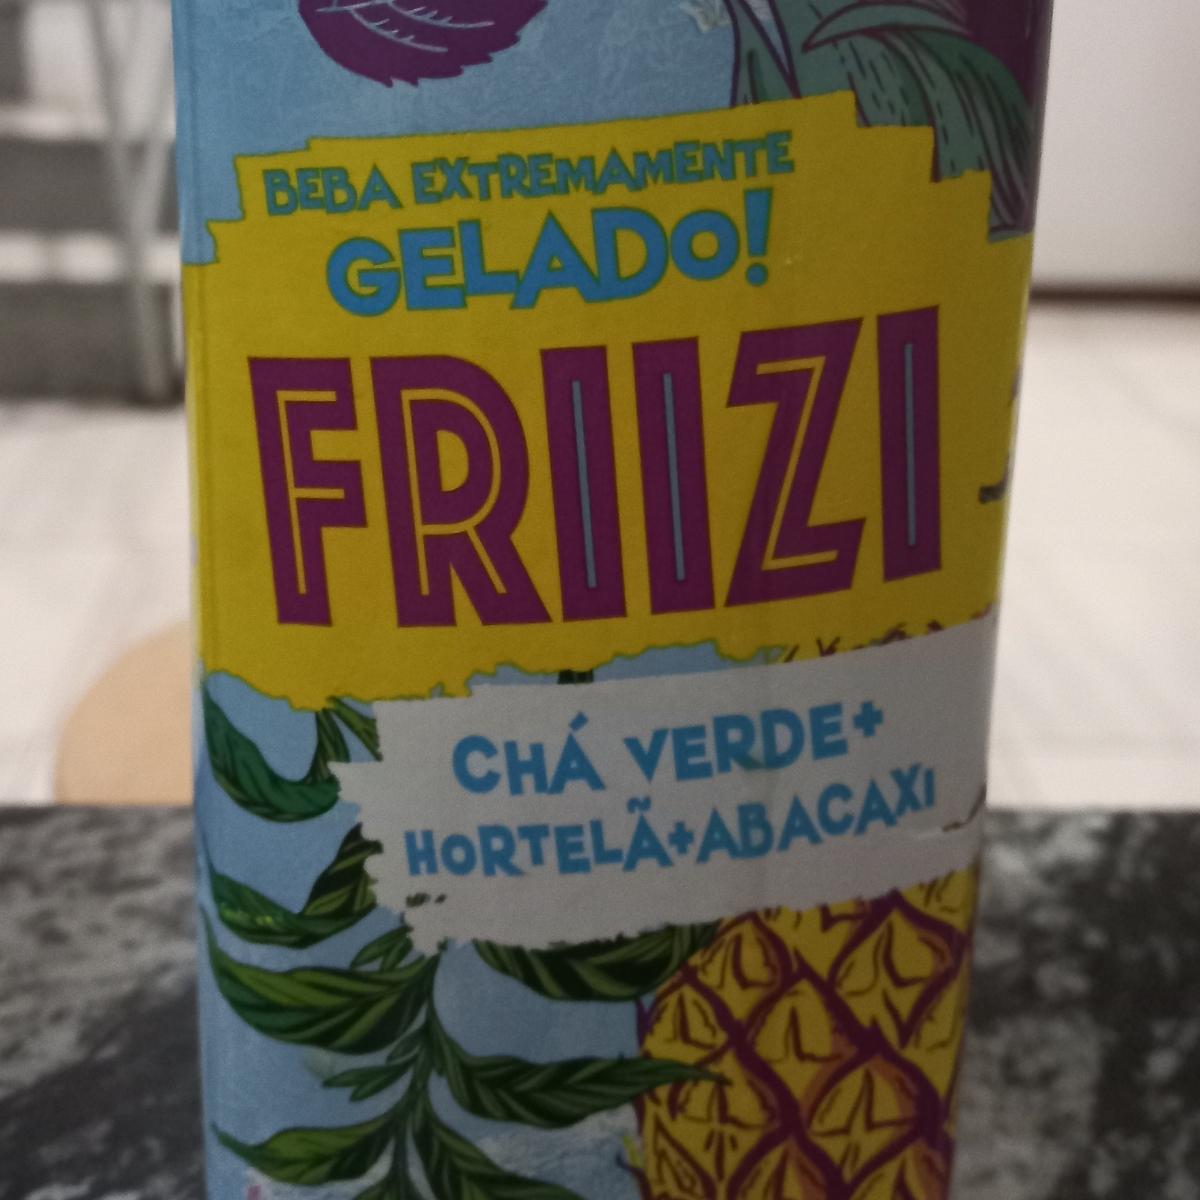 BEBA EXTREMAMENTE
GELADO!
FRIIZI
CHÁ VERDE+
HORTELÃ+ABACAXI